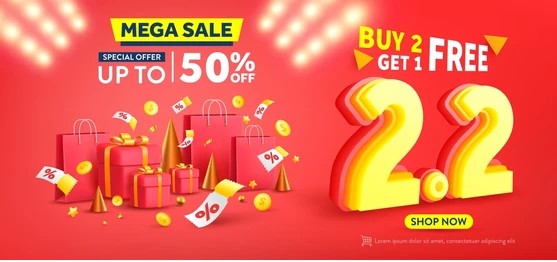 MEGA SALE
SPECIAL OFFER
UP TO
50% OFF
BUY 2
GET 1
FREE
2.2
SHOP NOW
Lorem ipsum dolor sit amet, consectetuer adipiscing elit
%
%
%
%
$